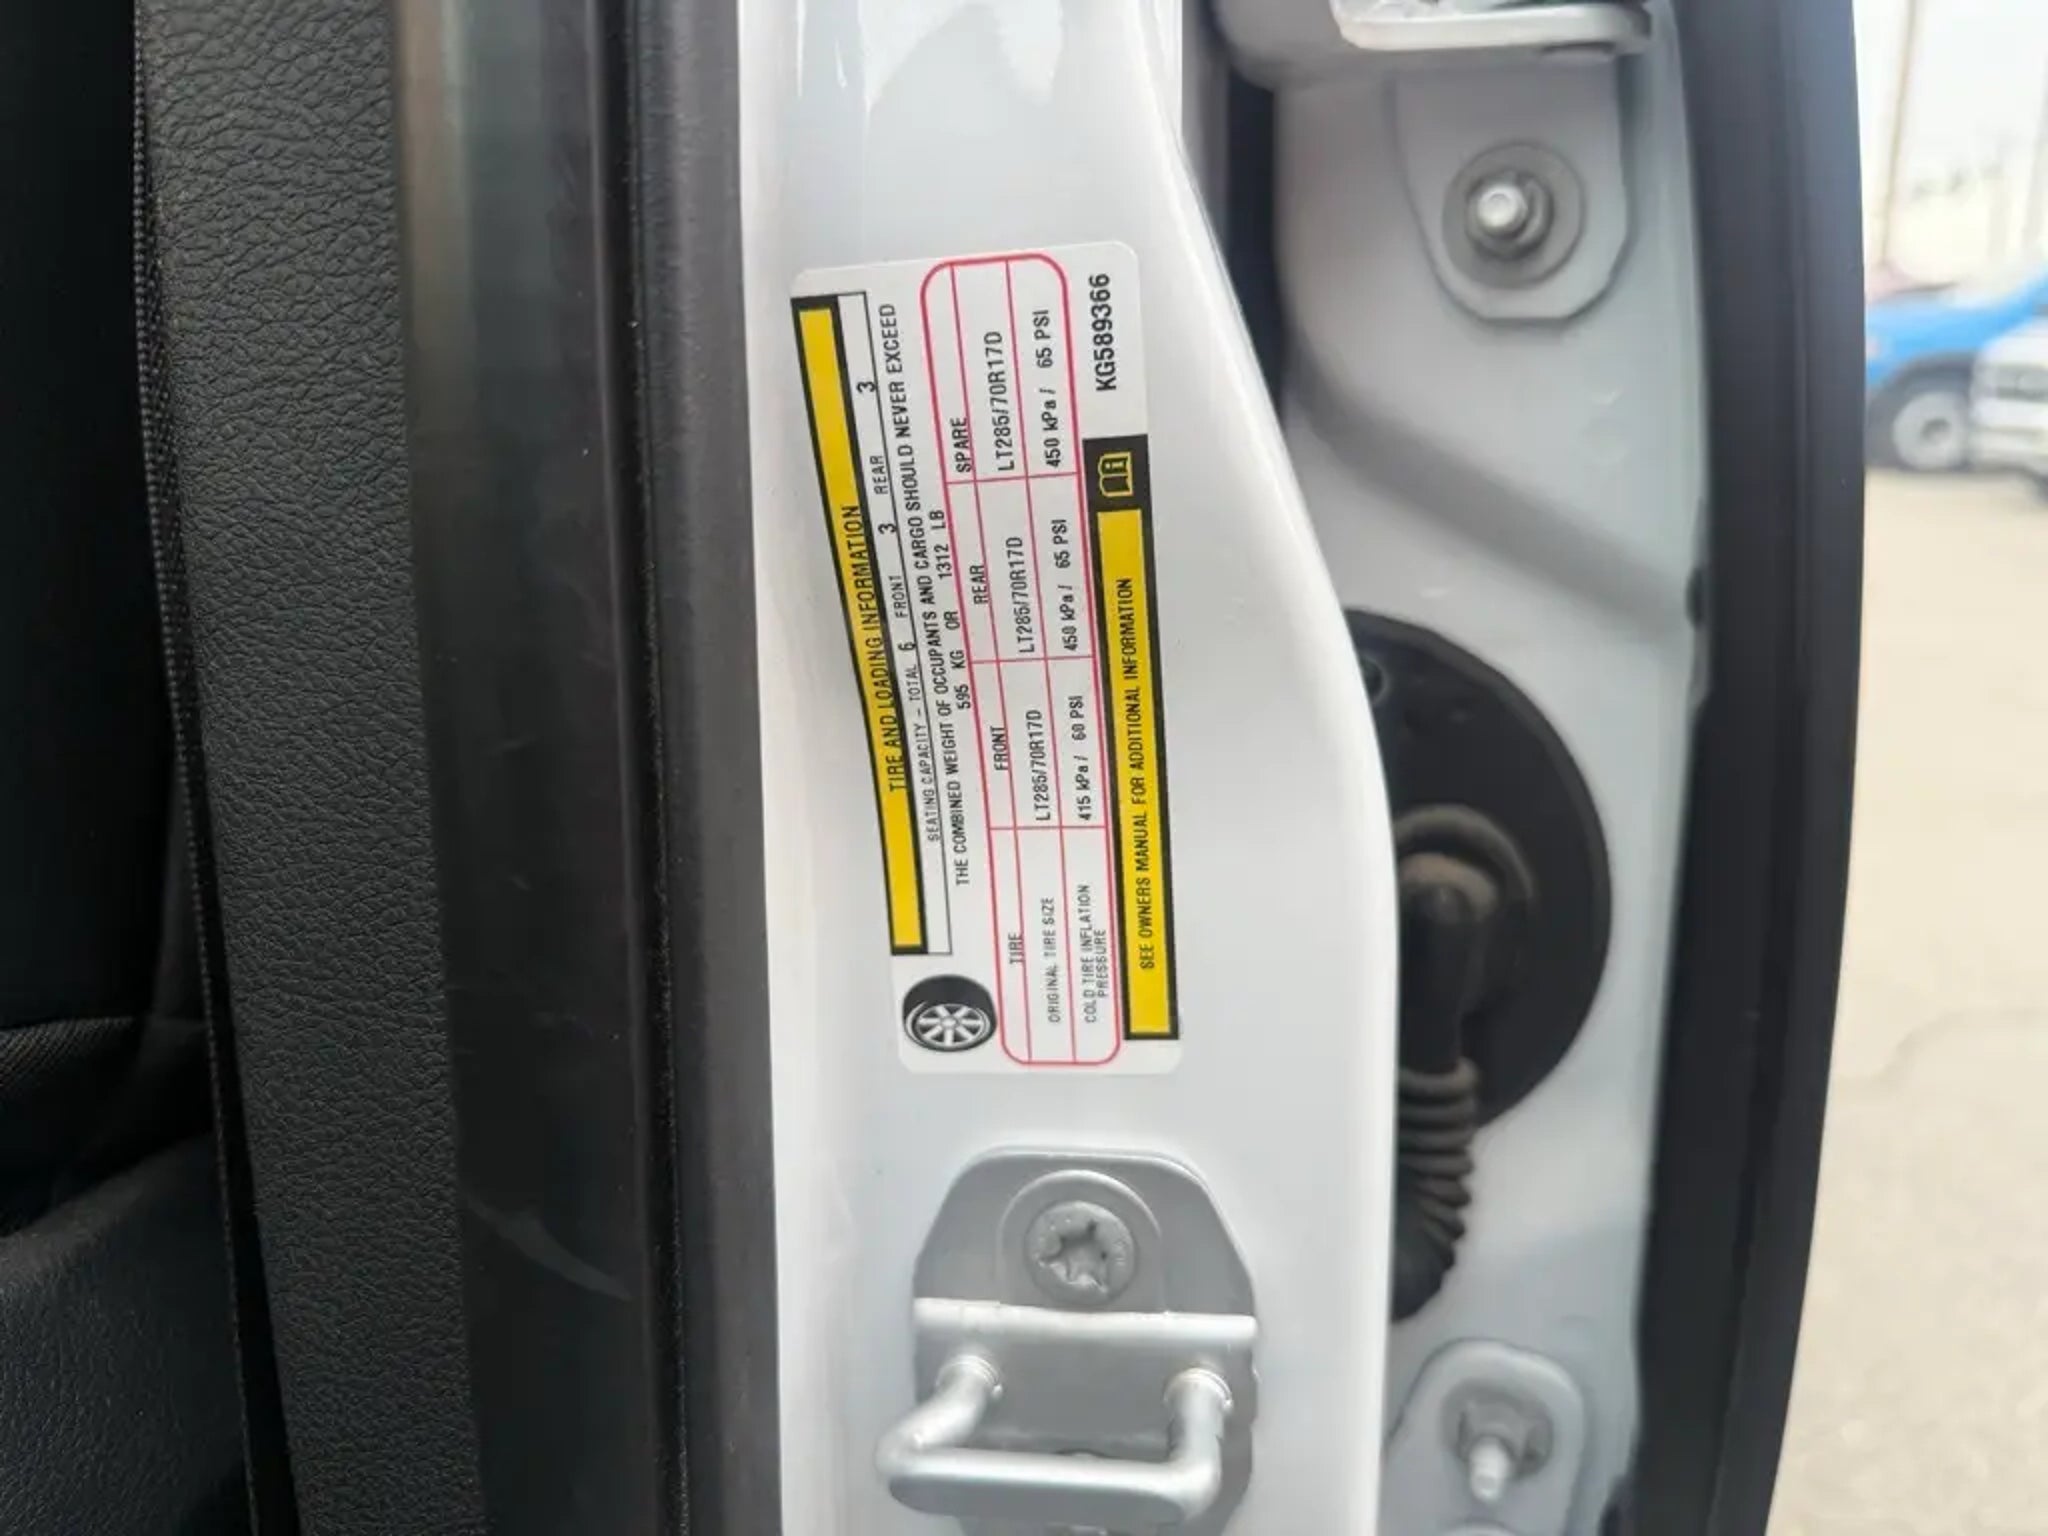 TIRE AND LOADING INFORMATION
SEATING CAPACITY – TOTAL 6 FRONT 3 REAR 3
THE COMBINED WEIGHT OF OCCUPANTS AND CARGO SHOULD NEVER EXCEED
595 KG OR 1312 LB
TIRE FRONT REAR SPARE
ORIGINAL TIRE SIZE LT285/70R17D LT285/70R17D LT285/70R17D
COLD TIRE INFLATION
PRESSURE 415 kPa / 60 PSI 450 kPa / 65 PSI 450 kPa / 65 PSI
SEE OWNERS MANUAL FOR ADDITIONAL INFORMATION
KG589366